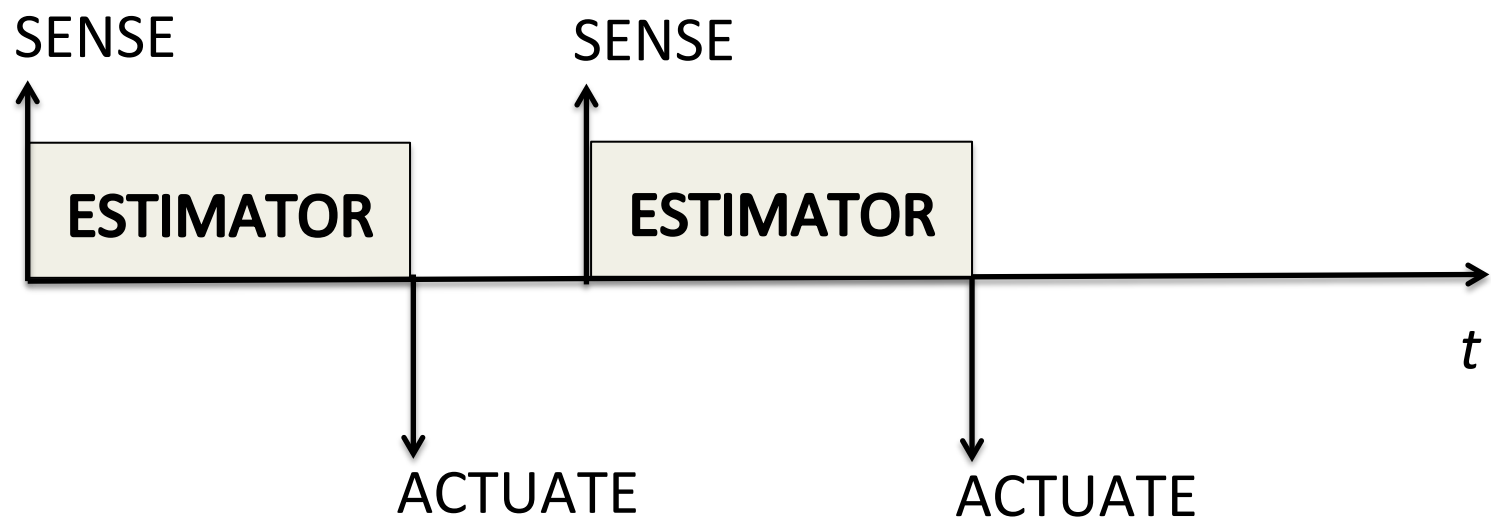 SENSE
SENSE
ESTIMATOR
ESTIMATOR
t
ACTUATE
ACTUATE